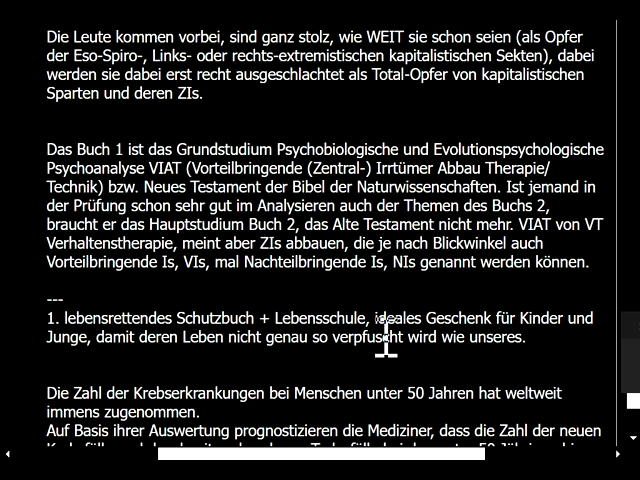 Die Leute kommen vorbei, sind ganz stolz, wie WEIT sie schon seien (als Opfer
der Eso-Spiro-, Links- oder rechts-extremistischen kapitalistischen Sekten), dabei
werden sie dabei erst recht ausgeschlachtet als Total-Opfer von kapitalistischen
Sparten und deren ZIs.
Das Buch 1 ist das Grundstudium Psychobiologische und Evolutionspsychologische
Psychoanalyse VIAT (Vorteilbringende (Zentral-) Irrtümer Abbau Therapie/
Technik) bzw. Neues Testament der Bibel der Naturwissenschaften. Ist jemand in
der Prüfung schon sehr gut im Analysieren auch der Themen des Buchs 2,
braucht er das Hauptstudium Buch 2, das Alte Testament nicht mehr. VIAT von VT
Verhaltenstherapie, meint aber ZIs abbauen, die je nach Blickwinkel auch
Vorteilbringende Is, VIs, mal Nachteilbringende Is, NIs genannt werden können.
---
1. lebensrettendes Schutzbuch + Lebensschule, ideales Geschenk für Kinder und
Junge, damit deren Leben nicht genau so verpfuscht wird wie unseres.
Die Zahl der Krebserkrankungen bei Menschen unter 50 Jahren hat weltweit
immens zugenommen.
Auf Basis ihrer Auswertung prognostizieren die Mediziner, dass die Zahl der neuen